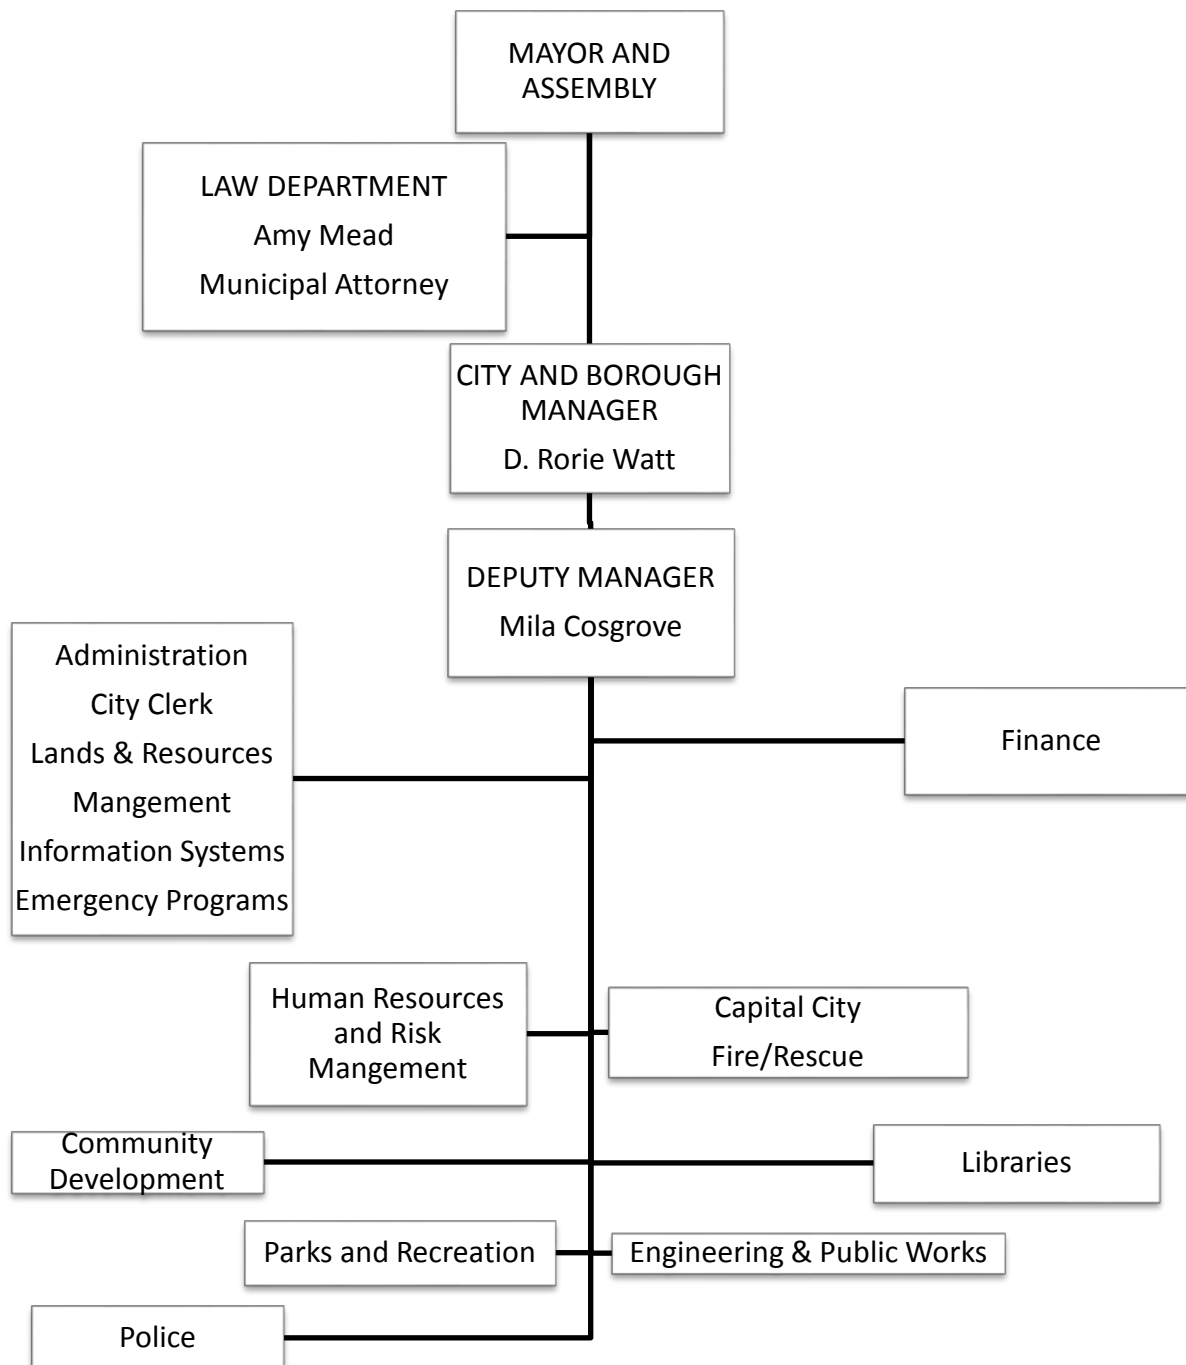 MAYOR AND
ASSEMBLY
LAW DEPARTMENT
Amy Mead
Municipal Attorney
CITY AND BOROUGH
MANAGER
D. Rorie Watt
DEPUTY MANAGER
Mila Cosgrove
Administration
City Clerk
Lands & Resources
Mangement
Information Systems
Emergency Programs
Finance
Human Resources
and Risk
Mangement
Capital City
Fire/Rescue
Community
Development
Libraries
Parks and Recreation
Engineering & Public Works
Police